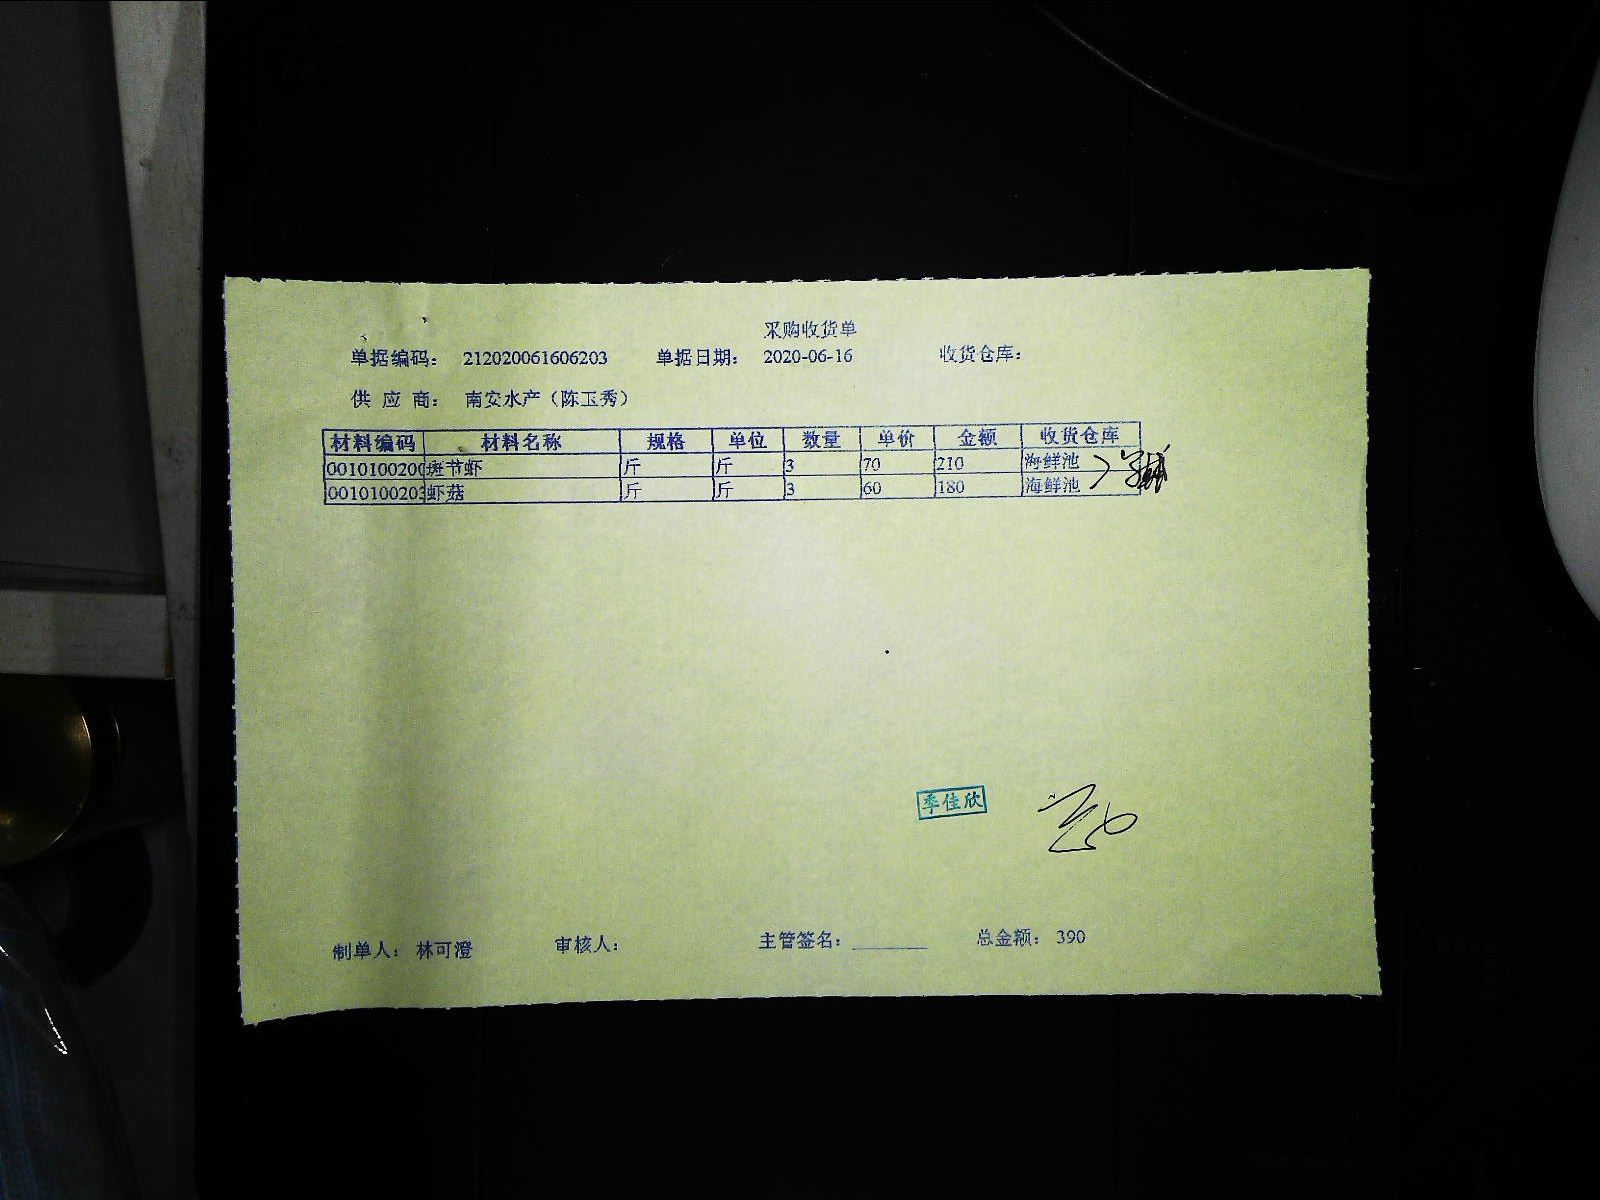 采购收货单
单据编码： 212020061606203 单据日期： 2020-06-16 收货仓库：
供 应 商： 南安水产（陈玉秀）
材料编码 材料名称 规格 单位 数量 单价 金额 收货仓库
0010100200 斑节虾 斤 斤 3 70 210 海鲜池
0010100203 虾菇 斤 斤 3 60 180 海鲜池
季佳欣
制单人： 林可澄 审核人： 主管签名：________ 总金额： 390